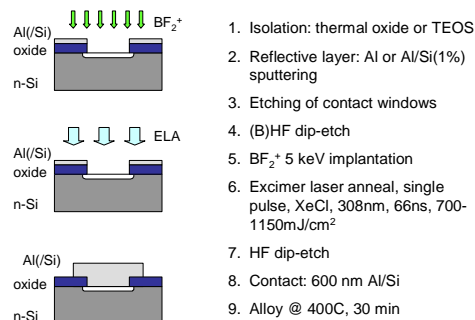 BF2+
Al(/Si)
oxide
n-Si
ELA
Al(/Si)
oxide
n-Si
Al(/Si)
oxide
n-Si
1. Isolation: thermal oxide or TEOS
2. Reflective layer: Al or Al/Si(1%)
sputtering
3. Etching of contact windows
4. (B)HF dip-etch
5. BF2+ 5 keV implantation
6. Excimer laser anneal, single
pulse, XeCl, 308nm, 66ns, 700-
1150mJ/cm2
7. HF dip-etch
8. Contact: 600 nm Al/Si
9. Alloy @ 400C, 30 min